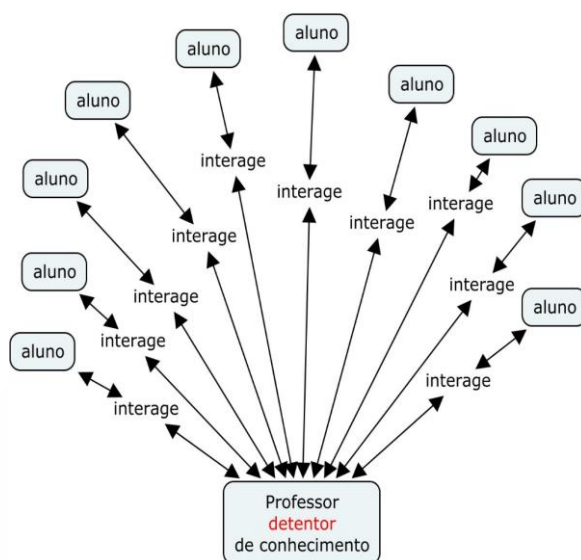 aluno
aluno
aluno
aluno
aluno
interage
aluno
interage
aluno
interage
interage
interage
aluno
interage
interage
aluno
interage
aluno
interage
interage
Professor
detentor
de conhecimento